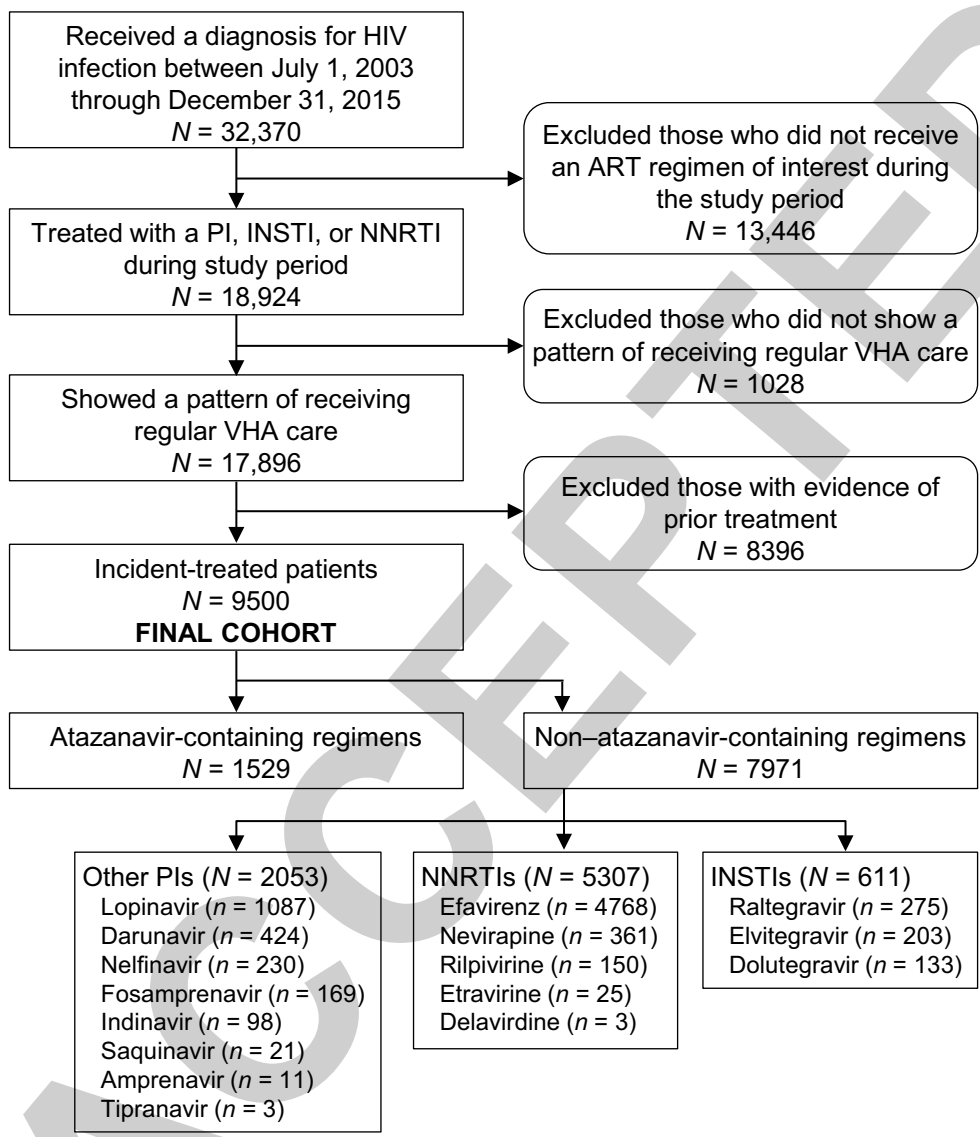 Received a diagnosis for HIV
infection between July 1, 2003
through December 31, 2015
N = 32,370
Excluded those who did not receive
an ART regimen of interest during
the study period
N = 13,446
Treated with a PI, INSTI, or NNRTI
during study period
N = 18,924
Excluded those who did not show a
pattern of receiving regular VHA care
N = 1028
Showed a pattern of receiving
regular VHA care
N = 17,896
Excluded those with evidence of
prior treatment
N = 8396
Incident-treated patients
N = 9500
FINAL COHORT
Atazanavir-containing regimens
N = 1529
Non–atazanavir-containing regimens
N = 7971
Other PIs (N = 2053)
Lopinavir (n = 1087)
Darunavir (n = 424)
Nelfinavir (n = 230)
Fosamprenavir (n = 169)
Indinavir (n = 98)
Saquinavir (n = 21)
Amprenavir (n = 11)
Tipranavir (n = 3)
NNRTIs (N = 5307)
Efavirenz (n = 4768)
Nevirapine (n = 361)
Rilpivirine (n = 150)
Etravirine (n = 25)
Delavirdine (n = 3)
INSTIs (N = 611)
Raltegravir (n = 275)
Elvitegravir (n = 203)
Dolutegravir (n = 133)
ACCEPTED